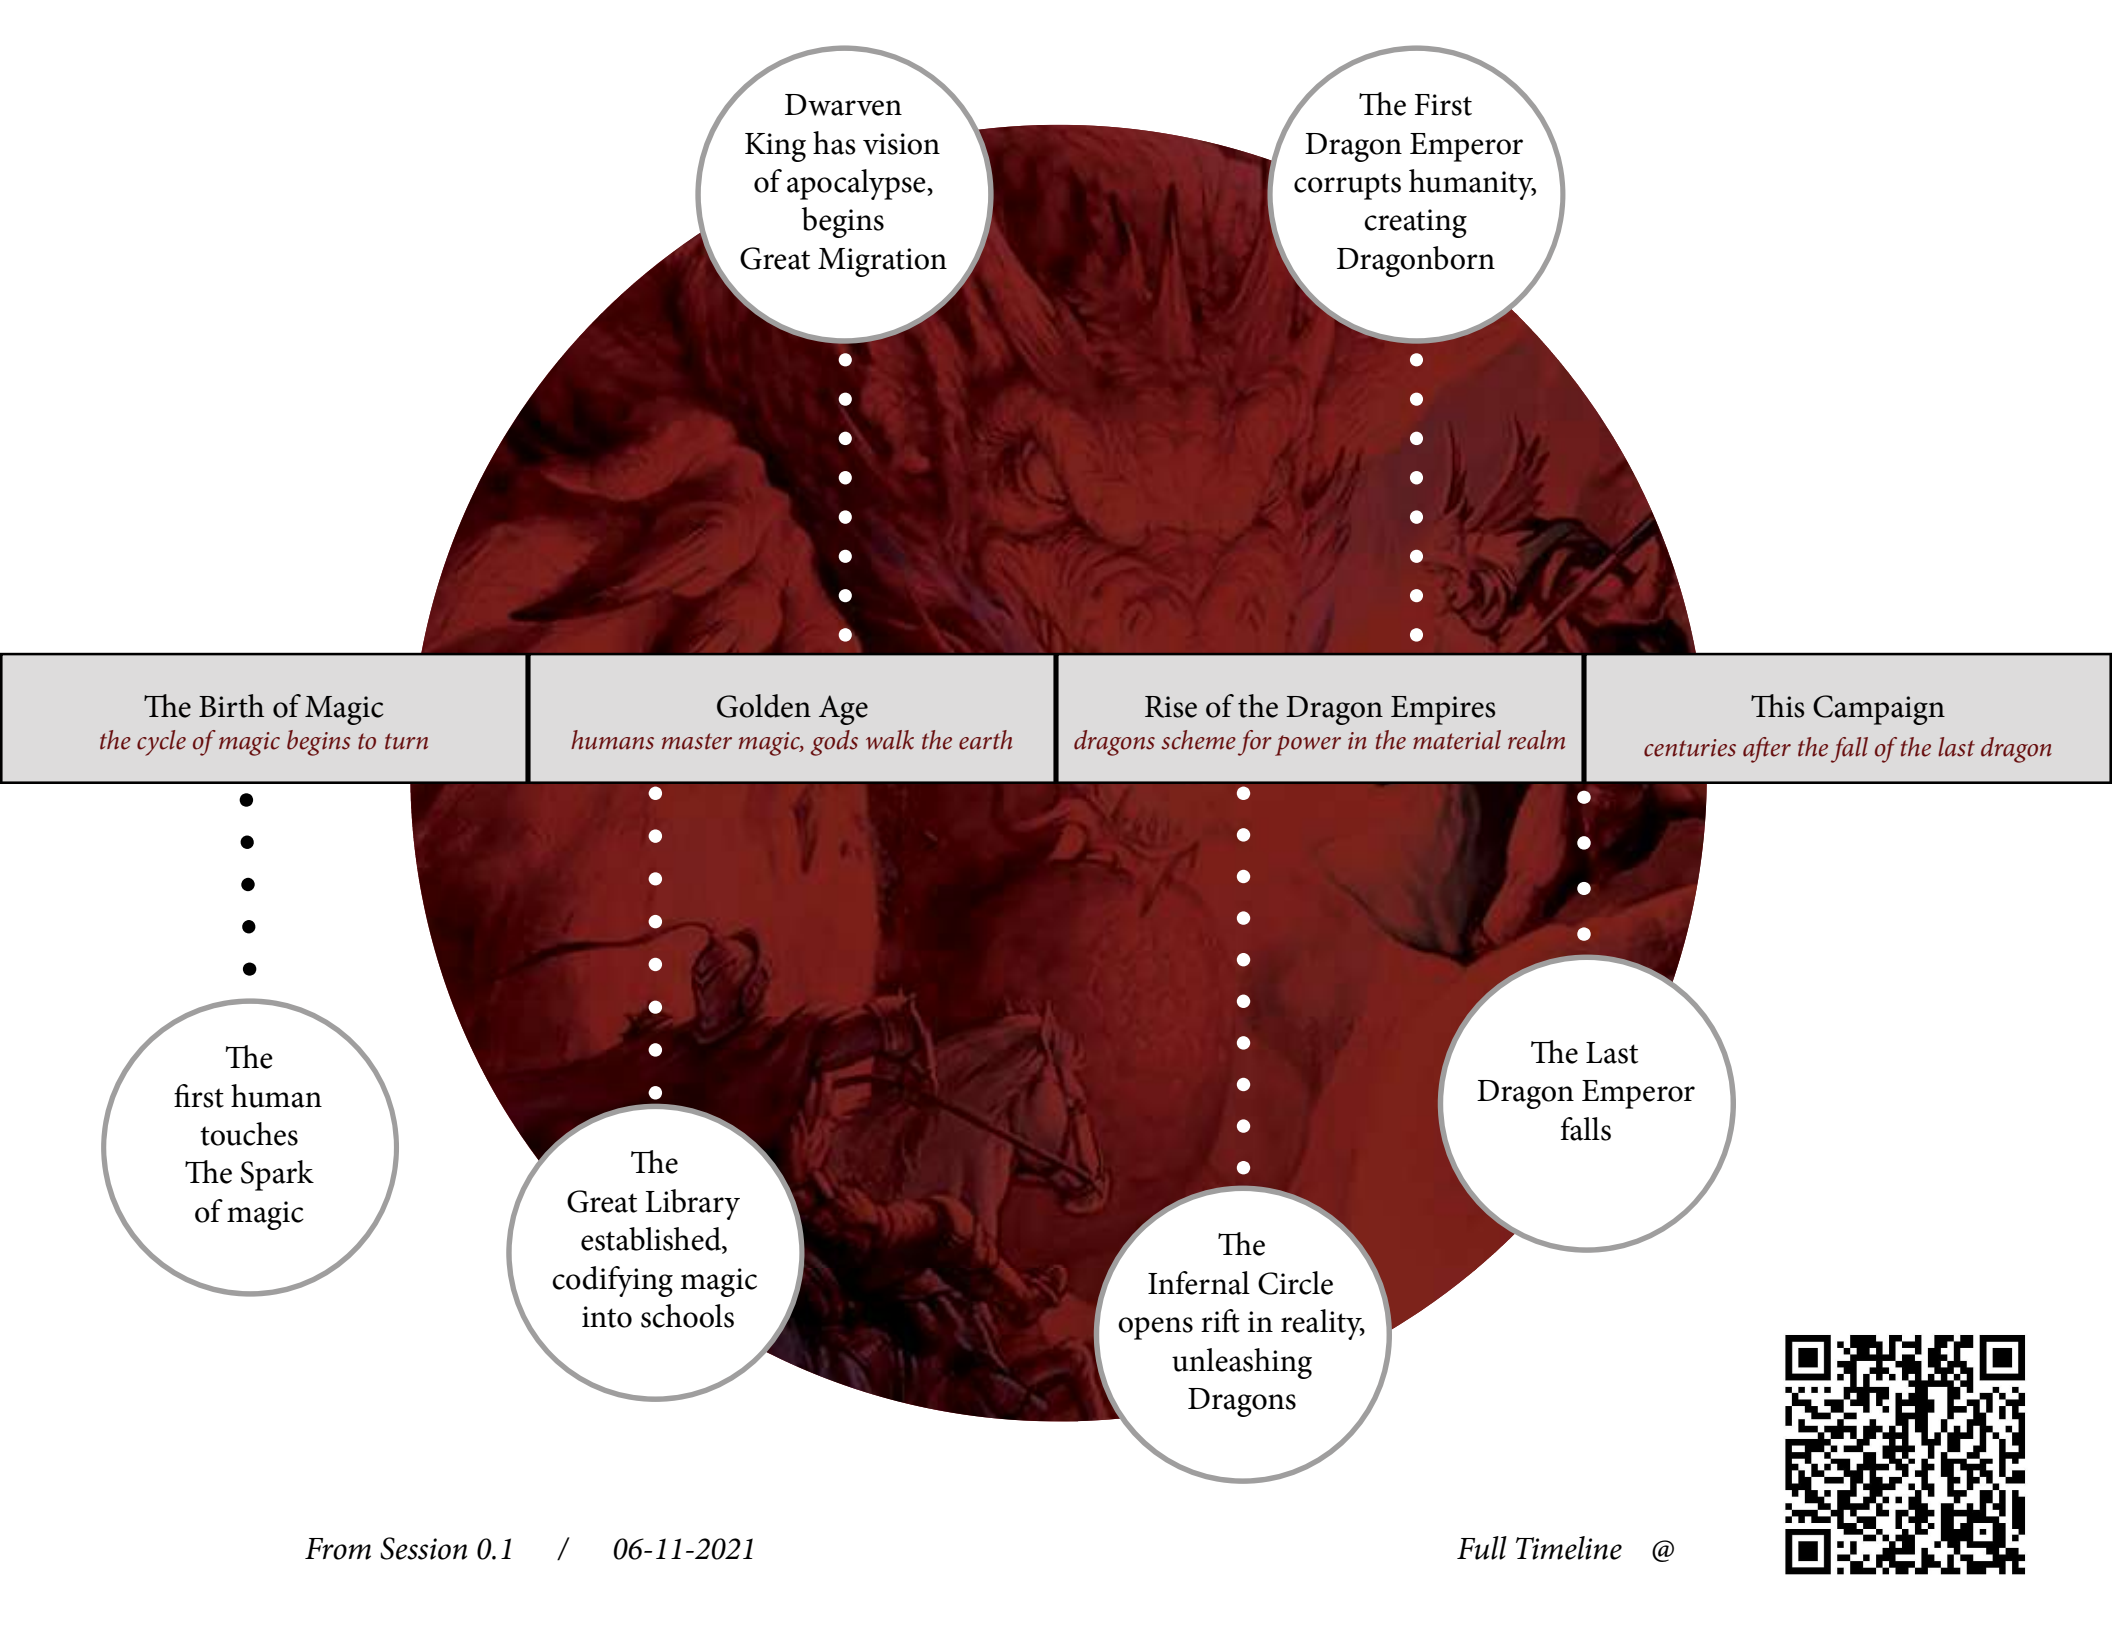 Dwarven
King has vision
of apocalypse,
begins
Great Migration
The First
Dragon Emperor
corrupts humanity,
creating
Dragonborn
The Birth of Magic
the cycle of magic begins to turn
Golden Age
humans master magic, gods walk the earth
Rise of the Dragon Empires
dragons scheme for power in the material realm
This Campaign
centuries after the fall of the last dragon
The
first human
touches
The Spark
of magic
The
Great Library
established,
codifying magic
into schools
The
Infernal Circle
opens rift in reality,
unleashing
Dragons
The Last
Dragon Emperor
falls
From Session 0.1 / 06-11-2021
Full Timeline @